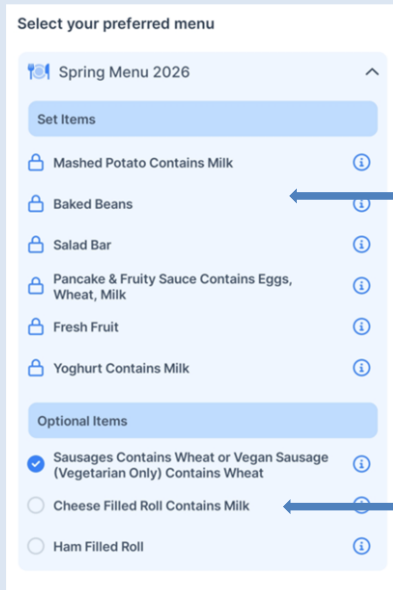 Select your preferred menu
Spring Menu 2026
Set Items
Mashed Potato Contains Milk
Baked Beans
Salad Bar
Pancake & Fruity Sauce Contains Eggs,
Wheat, Milk
Fresh Fruit
Yoghurt Contains Milk
Optional Items
Sausages Contains Wheat or Vegan Sausage
(Vegetarian Only) Contains Wheat
Cheese Filled Roll Contains Milk
Ham Filled Roll